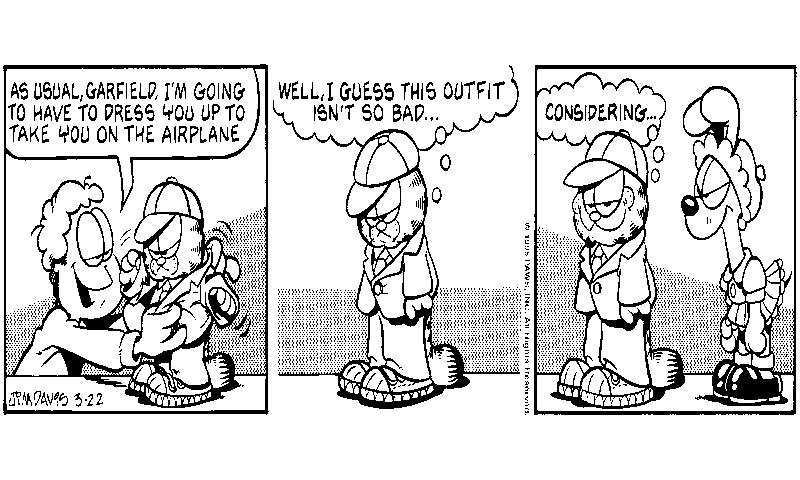 AS USUAL, GARFIELD, I'M GOING
TO HAVE TO DRESS YOU UP TO
TAKE YOU ON THE AIRPLANE
JIM DAVIS 3-22
WELL, I GUESS THIS OUTFIT
ISN'T SO BAD...
CONSIDERING...